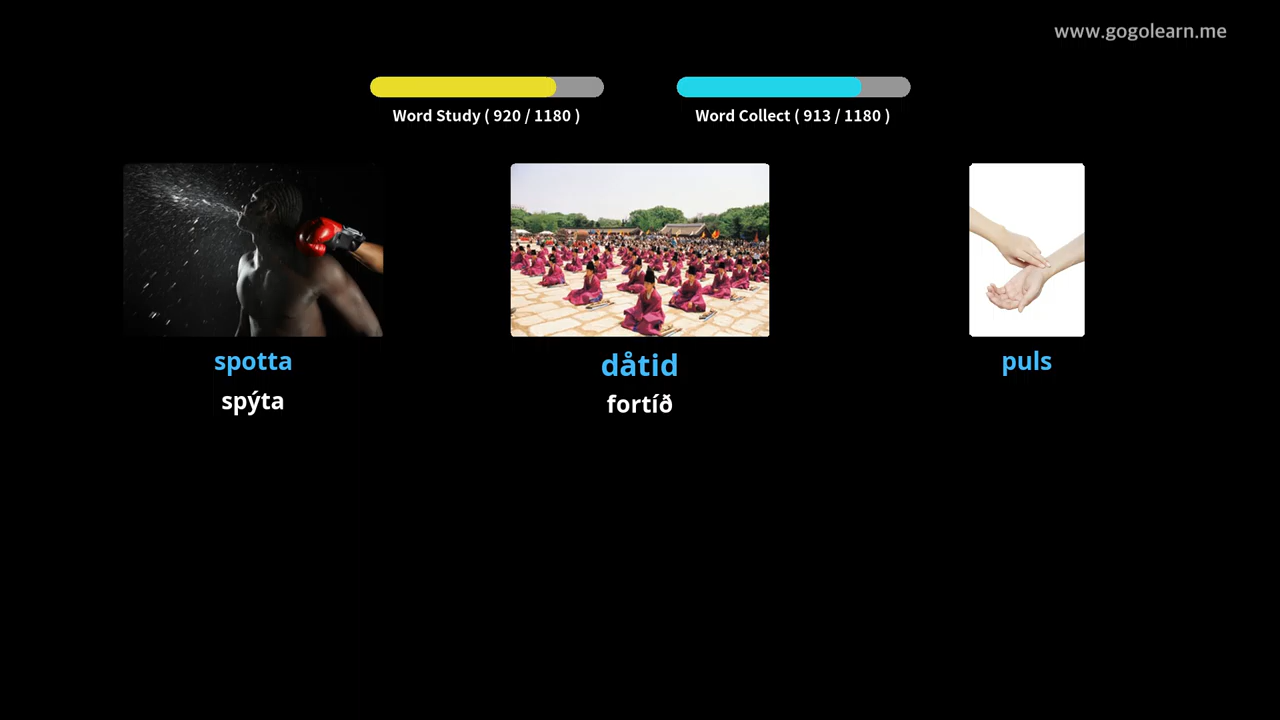 www.gogolearn.me
Word Study ( 920 / 1180 )
Word Collect ( 913 / 1180 )
spotta
dåtid
puls
spýta
fortíð